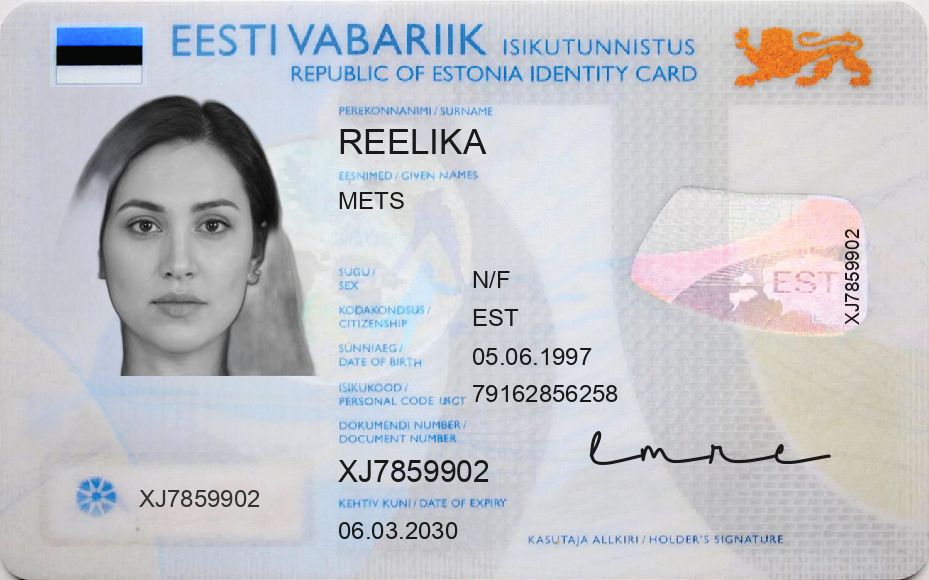 EESTI VABARIIK ISIKUTUNNISTUS
REPUBLIC OF ESTONIA IDENTITY CARD
PEREKONNANIMI / SURNAME
REELIKA
EESNIMED / GIVEN NAMES
METS
SUGU /
SEX
N/F
KODAKONDSUS /
CITIZENSHIP
EST
SÜNNIAEG /
DATE OF BIRTH
05.06.1997
ISIKUKOOD /
PERSONAL CODE
79162856258
DOKUMENDI NUMBER /
DOCUMENT NUMBER
XJ7859902
KEHTIV KUNI / DATE OF EXPIRY
06.03.2030
XJ7859902
EST
XJ7859902
emre
KASUTAJA ALLKIRI / HOLDER'S SIGNATURE